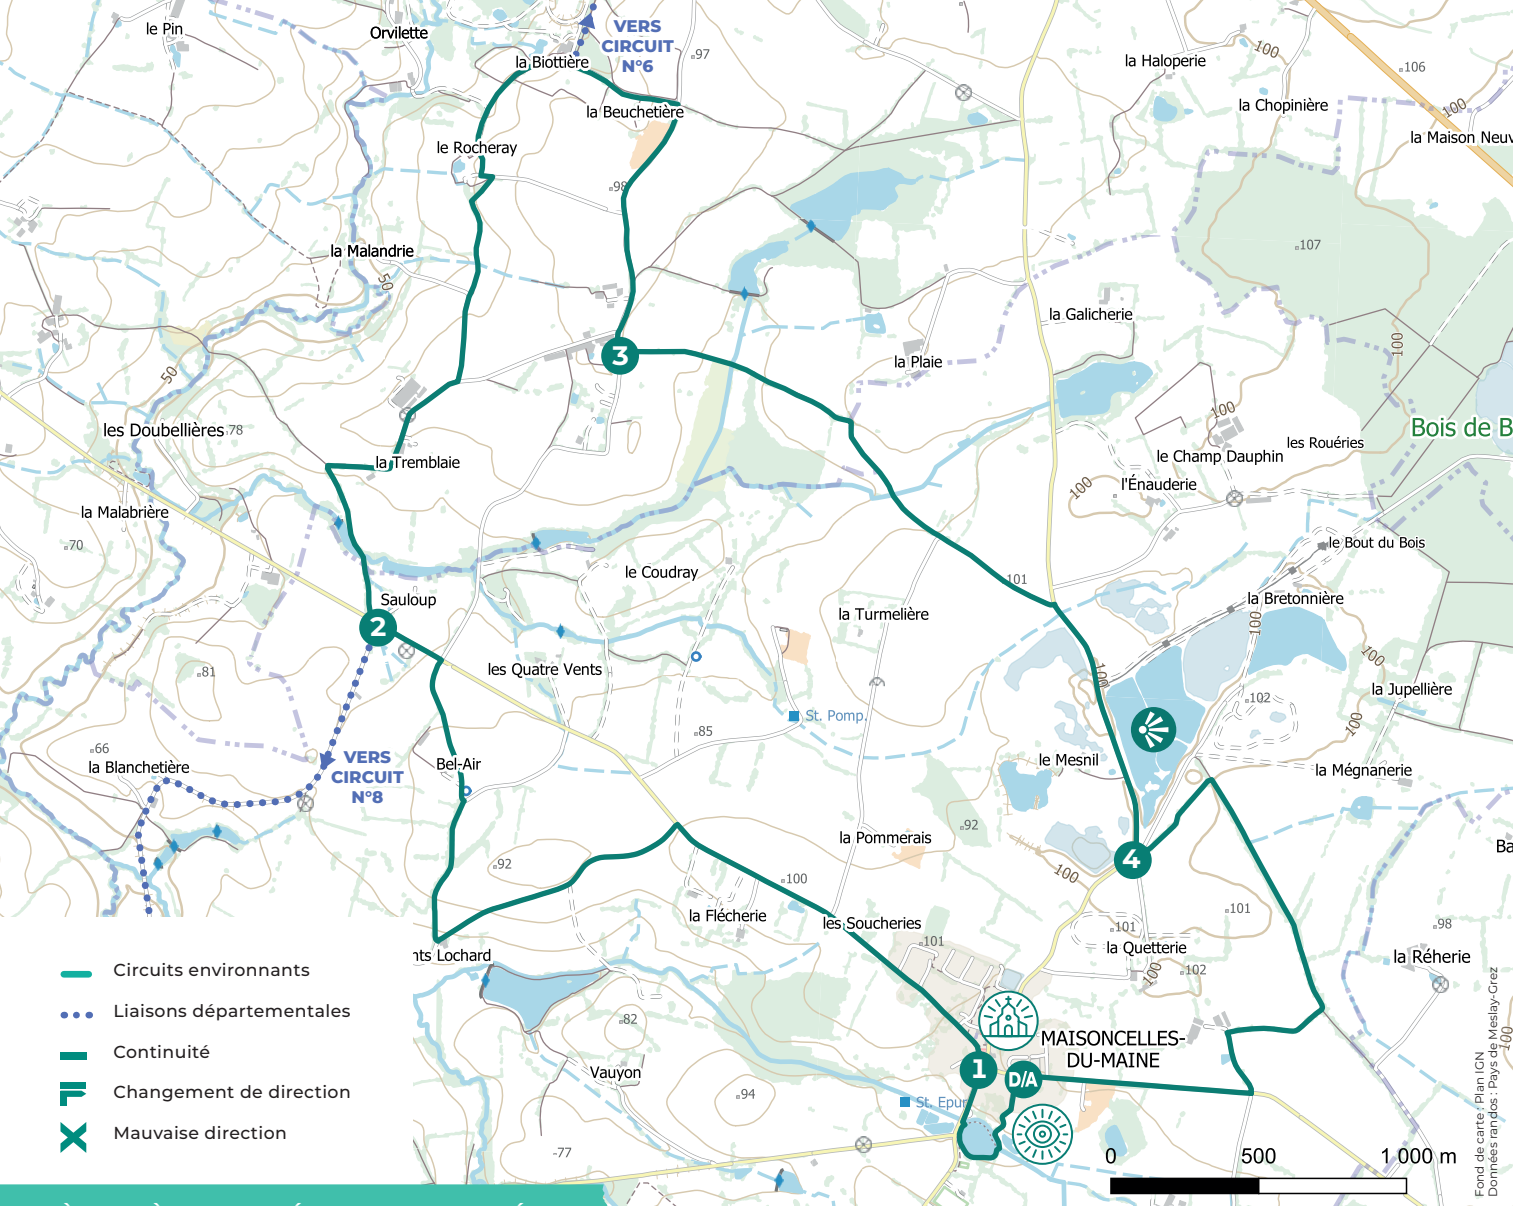 le Pin
Orvilette
VERS
CIRCUIT
N°6
la Biottière
97
la Haloperie
100
106
la Chopinière
100
la Beuchetière
la Maison Neuv
le Rocheray
98
la Malandrie
107
50
la Galicherie
100
la Plaie
50
les Doubellières
78
3
100
Bois de B
les Rouéries
le Champ Dauphin
la Tremblaie
l'Énauderie
100
la Malabrière
70
le Bout du Bois
le Coudray
101
la Bretonnière
Sauloup
la Turmelière
100
2
100
81
les Quatre Vents
100
102
la Jupellière
St. Pomp.
100
85
66
la Blanchetière
VERS
CIRCUIT
N°8
Bel-Air
le Mesnil
la Mégnanerie
92
la Pommerais
Ba
4
92
100
100
la Flécherie
les Soucheries
101
98
101
101
la Quetterie
nts Lochard
la Réherie
100
102
82
MAISONCELLES-
DU-MAINE
100
1
D/A
Vauyon
94
St. Epur
77
Circuits environnants
Liaisons départementales
Continuité
Changement de direction
Mauvaise direction
0 500 1 000 m
Fond de carte : Plan IGN
Données randos : Pays de Meslay-Grez